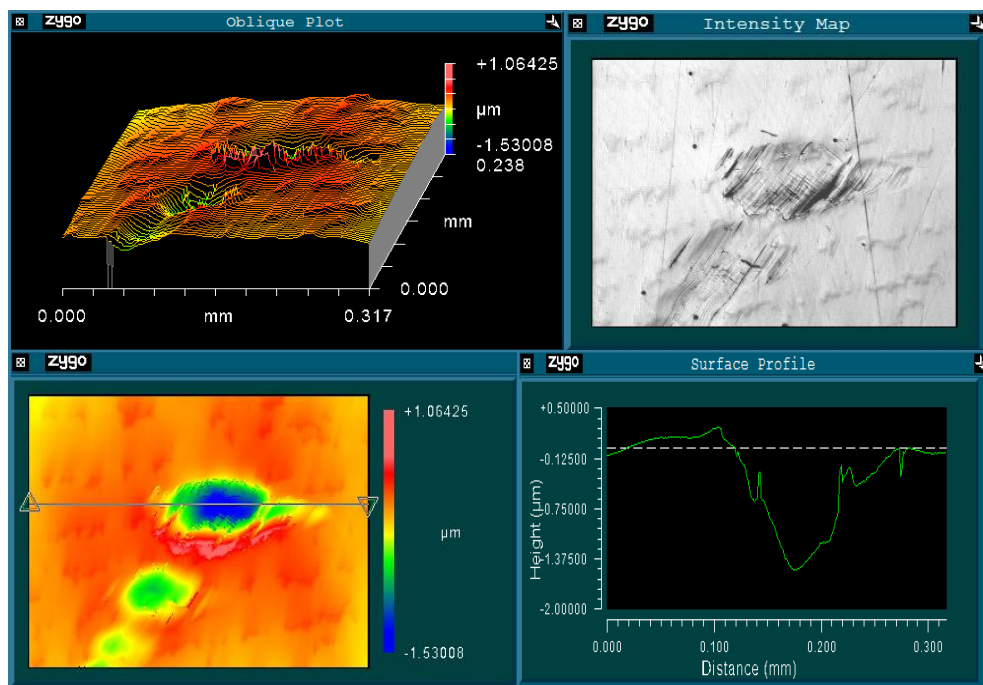 zygo Oblique Plot
+1.06425
µm
-1.53008
0.238
mm
0.000
0.000 mm 0.317
zygo Intensity Map
zygo
+1.06425
µm
-1.53008
zygo Surface Profile
+0.50000
-0.12500
-0.75000
-1.37500
-2.00000
Height (µm)
0.000 0.100 0.200 0.300
Distance (mm)